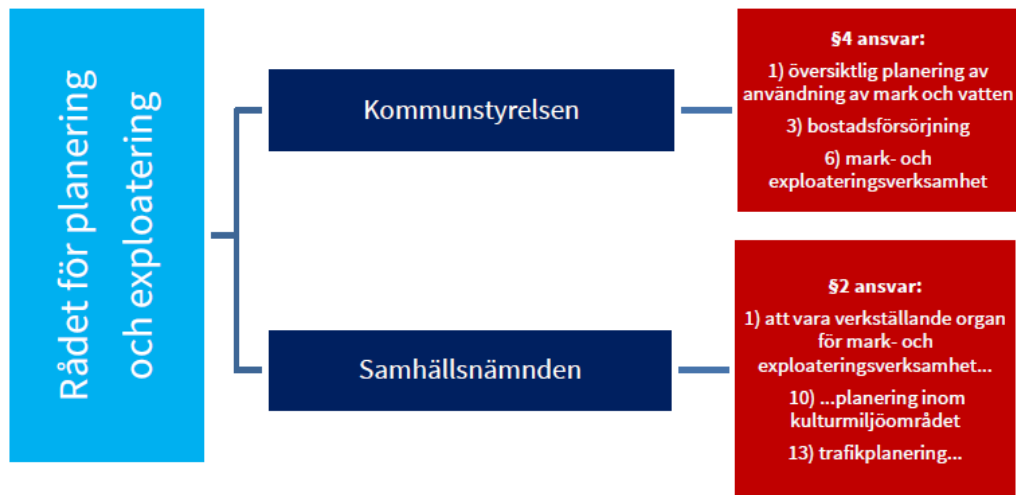 Rådet för planering
och exploatering
Kommunstyrelsen
§4 ansvar:
1) översiktlig planering av
användning av mark och vatten
3) bostadsförsörjning
6) mark- och
exploateringsverksamhet
Samhällsnämnden
§2 ansvar:
1) att vara verkställande organ
för mark- och
exploateringsverksamhet...
10) ...planering inom
kulturmiljöområdet
13) trafikplanering...